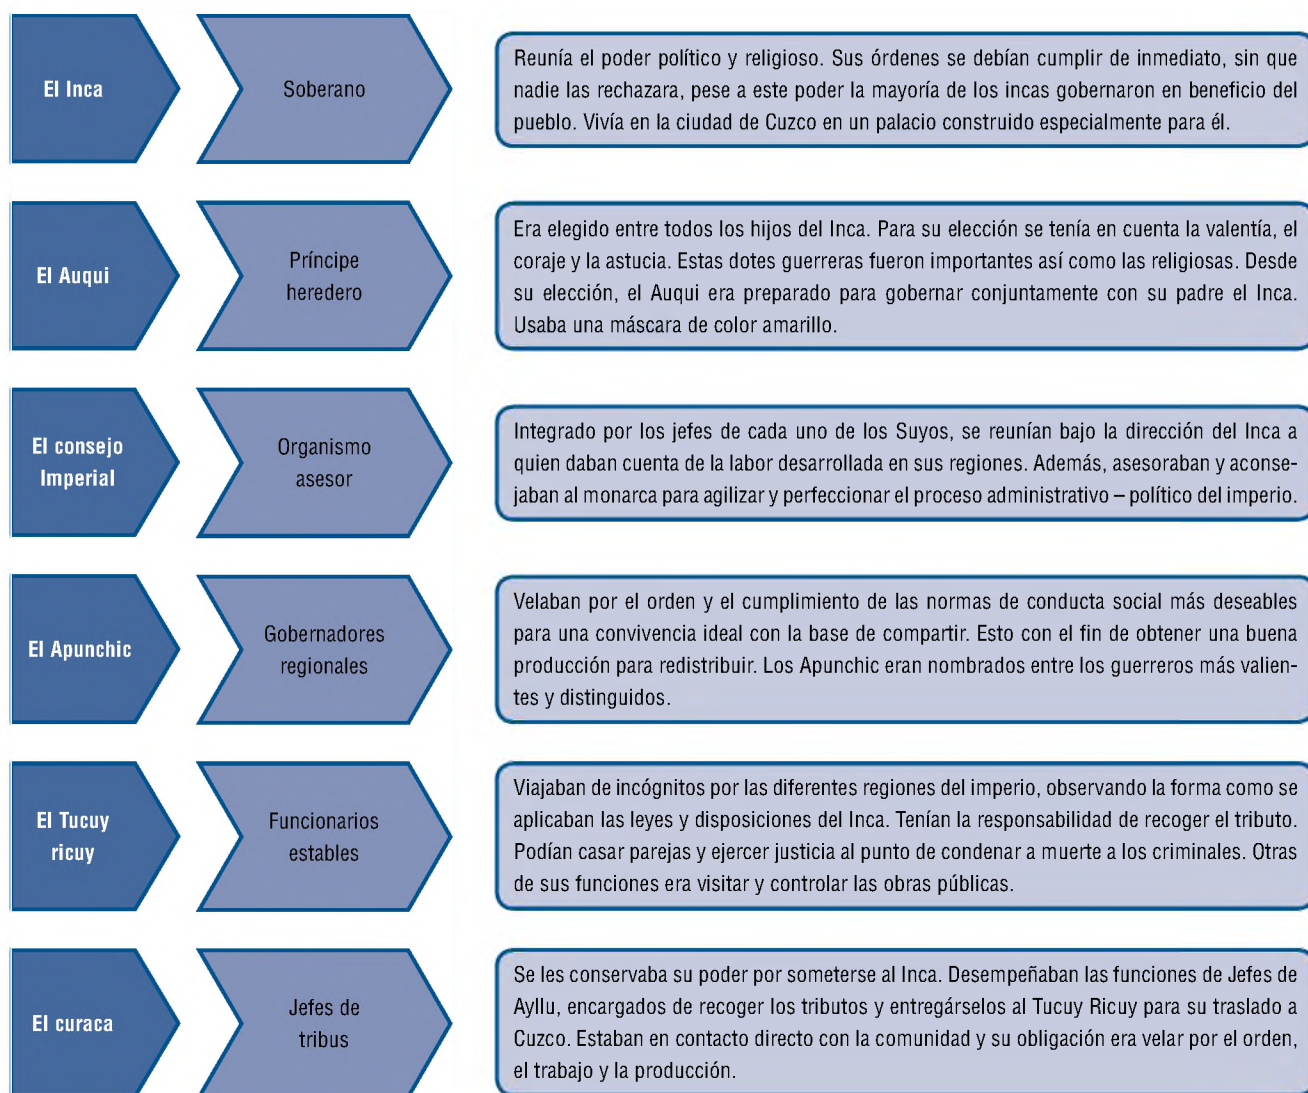 El Inca
Soberano
Reunía el poder político y religioso. Sus órdenes se debían cumplir de inmediato, sin que
nadie las rechazara, pese a este poder la mayoría de los incas gobernaron en beneficio del
pueblo. Vivía en la ciudad de Cuzco en un palacio construido especialmente para él.
El Auqui
Príncipe
heredero
Era elegido entre todos los hijos del Inca. Para su elección se tenía en cuenta la valentía, el
coraje y la astucia. Estas dotes guerreras fueron importantes así como las religiosas. Desde
su elección, el Auqui era preparado para gobernar conjuntamente con su padre el Inca.
Usaba una máscara de color amarillo.
El consejo
Imperial
Organismo
asesor
Integrado por los jefes de cada uno de los Suyos, se reunían bajo la dirección del Inca a
quien daban cuenta de la labor desarrollada en sus regiones. Además, asesoraban y aconse-
jaban al monarca para agilizar y perfeccionar el proceso administrativo – político del imperio.
El Apunchic
Gobernadores
regionales
Velaban por el orden y el cumplimiento de las normas de conducta social más deseables
para una convivencia ideal con la base de compartir. Esto con el fin de obtener una buena
producción para redistribuir. Los Apunchic eran nombrados entre los guerreros más valien-
tes y distinguidos.
El Tucuy
ricuy
Funcionarios
estables
Viajaban de incógnitos por las diferentes regiones del imperio, observando la forma como se
aplicaban las leyes y disposiciones del Inca. Tenían la responsabilidad de recoger el tributo.
Podían casar parejas y ejercer justicia al punto de condenar a muerte a los criminales. Otras
de sus funciones era visitar y controlar las obras públicas.
El curaca
Jefes de
tribus
Se les conservaba su poder por someterse al Inca. Desempeñaban las funciones de Jefes de
Ayllu, encargados de recoger los tributos y entregárselos al Tucuy Ricuy para su traslado a
Cuzco. Estaban en contacto directo con la comunidad y su obligación era velar por el orden,
el trabajo y la producción.